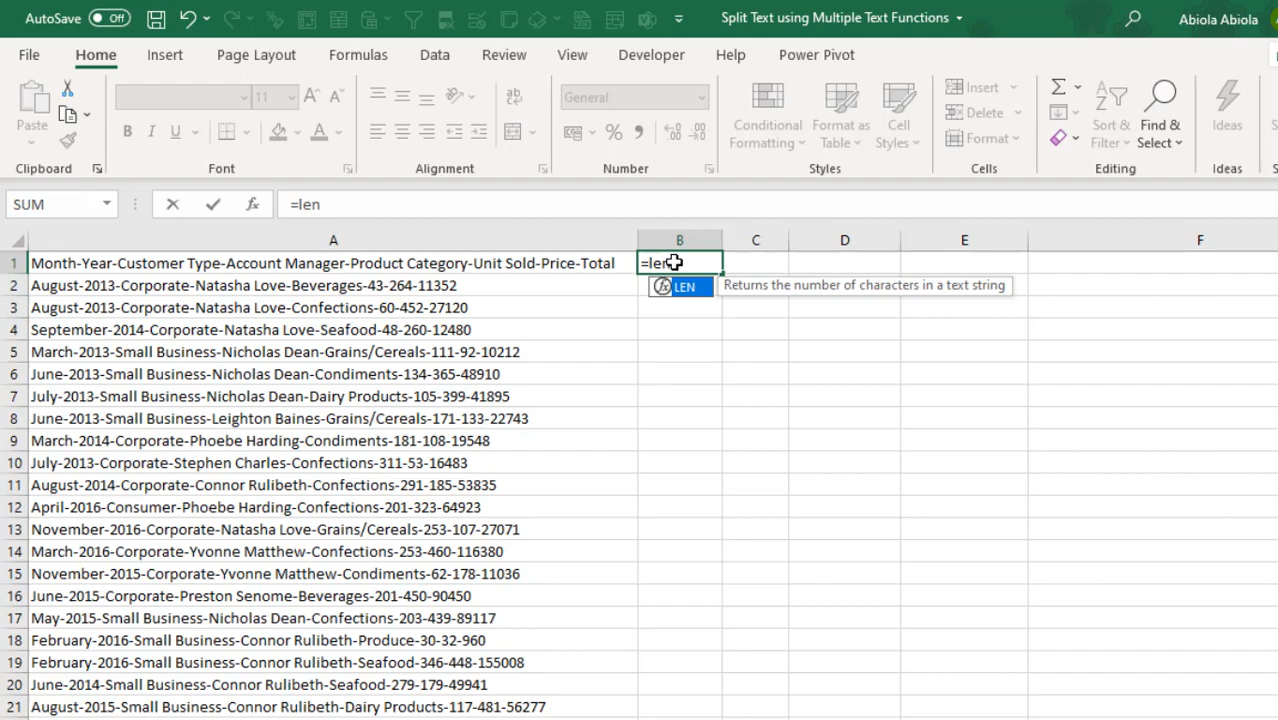 AutoSave Off Split Text using Multiple Text Functions Abiola Abiola
File Home Insert Page Layout Formulas Data Review View Developer Help Power Pivot
11 General Insert
Paste Conditional Format as Cell Delete Sort & Find & Ideas
B I U Formatting Table Styles Format Filter Select
Clipboard Font Alignment Number Styles Cells Editing Ideas
SUM =len
A B C D E F
1 Month-Year-Customer Type-Account Manager-Product Category-Unit Sold-Price-Total =len
2 August-2013-Corporate-Natasha Love-Beverages-43-264-11352 LEN Returns the number of characters in a text string
3 August-2013-Corporate-Natasha Love-Confections-60-452-27120
4 September-2014-Corporate-Natasha Love-Seafood-48-260-12480
5 March-2013-Small Business-Nicholas Dean-Grains/Cereals-111-92-10212
6 June-2013-Small Business-Nicholas Dean-Condiments-134-365-48910
7 July-2013-Small Business-Nicholas Dean-Dairy Products-105-399-41895
8 June-2013-Small Business-Leighton Baines-Grains/Cereals-171-133-22743
9 March-2014-Corporate-Phoebe Harding-Condiments-181-108-19548
10 July-2013-Corporate-Stephen Charles-Confections-311-53-16483
11 August-2014-Corporate-Connor Rulibeth-Confections-291-185-53835
12 April-2016-Consumer-Phoebe Harding-Confections-201-323-64923
13 November-2016-Corporate-Natasha Love-Grains/Cereals-253-107-27071
14 March-2016-Corporate-Yvonne Matthew-Confections-253-460-116380
15 November-2015-Corporate-Yvonne Matthew-Condiments-62-178-11036
16 June-2015-Corporate-Preston Senome-Beverages-201-450-90450
17 May-2015-Small Business-Nicholas Dean-Confections-203-439-89117
18 February-2016-Small Business-Connor Rulibeth-Produce-30-32-960
19 February-2016-Small Business-Connor Rulibeth-Seafood-346-448-155008
20 June-2014-Small Business-Connor Rulibeth-Seafood-279-179-49941
21 August-2015-Small Business-Connor Rulibeth-Dairy Products-117-481-56277